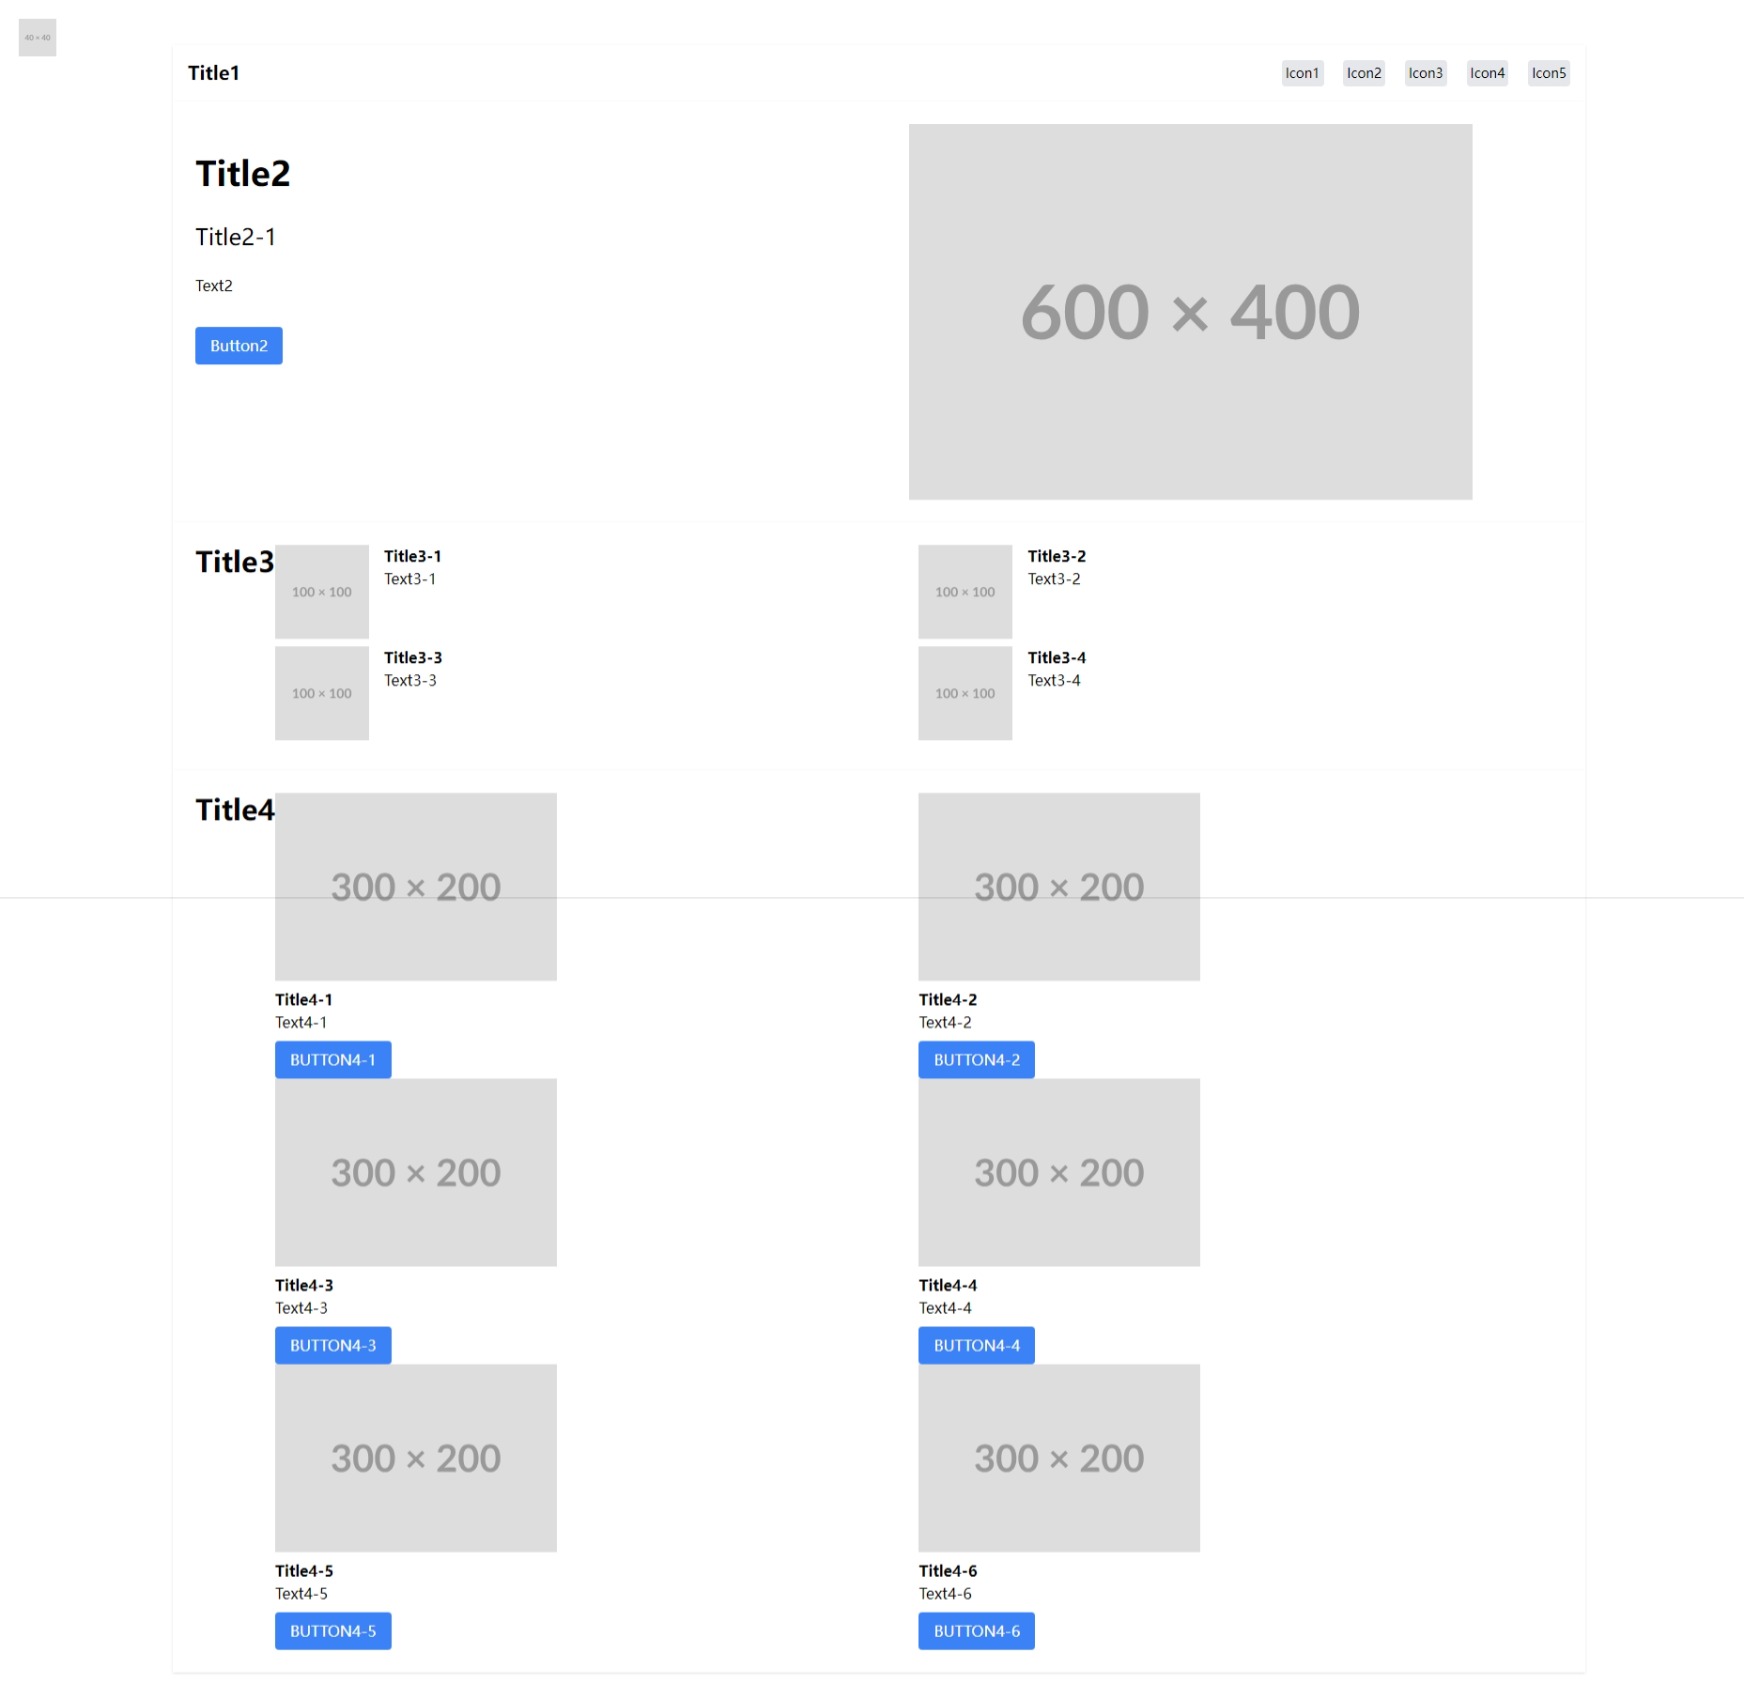 40 × 40
Title1
Icon1
Icon2
Icon3
Icon4
Icon5
Title2
Title2-1
Text2
Button2
600 × 400
Title3
100 × 100
Title3-1
Text3-1
100 × 100
Title3-2
Text3-2
100 × 100
Title3-3
Text3-3
100 × 100
Title3-4
Text3-4
Title4
300 × 200
Title4-1
Text4-1
BUTTON4-1
300 × 200
Title4-2
Text4-2
BUTTON4-2
300 × 200
Title4-3
Text4-3
BUTTON4-3
300 × 200
Title4-4
Text4-4
BUTTON4-4
300 × 200
Title4-5
Text4-5
BUTTON4-5
300 × 200
Title4-6
Text4-6
BUTTON4-6